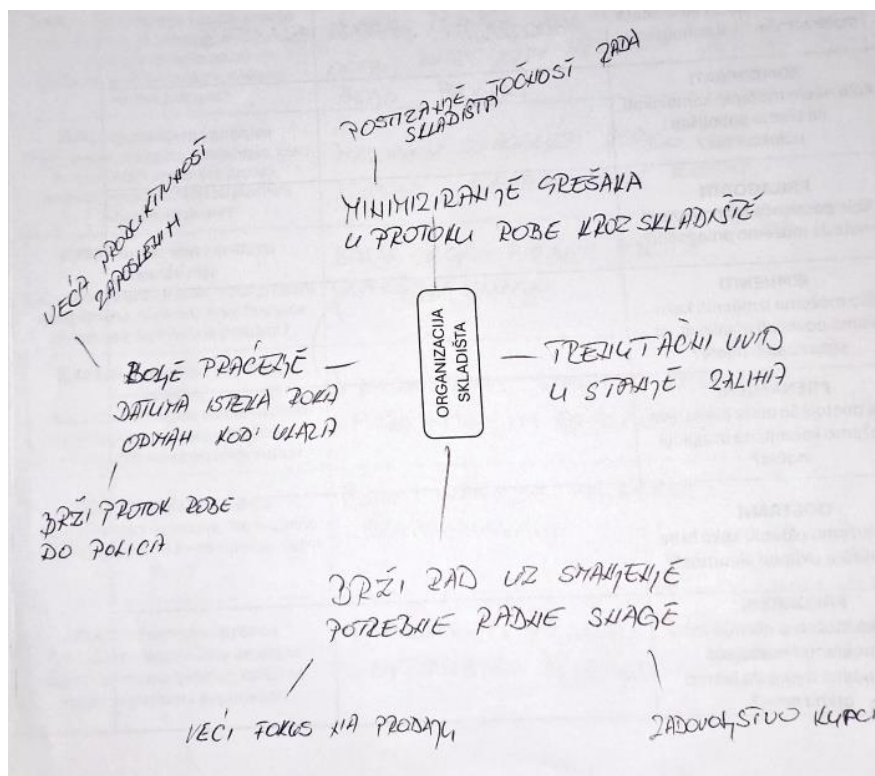 POSTIZANJE TOČNOSTI RADA
SKLADIŠTA
MINIMIZIRANJE GREŠAKA
U PROTOKU ROBE KROZ SKLADIŠTE
VEĆA PRODUKTIVNOST
ZAPOSLENIH
ORGANIZACIJA
SKLADIŠTA
BOLJE PRAĆENJE
DATUMA ISTEKA ROKA
ODMAH KOD ULAZA
TRENUTAČNI UVID
U STANJE ZALIHA
BRŽI PROTOK ROBE
DO POLICA
BRŽI RAD UZ SMANJENJE
POTREBNE RADNE SNAGE
VEĆI FOKUS NA PRODAJU
ZADOVOLJSTVO